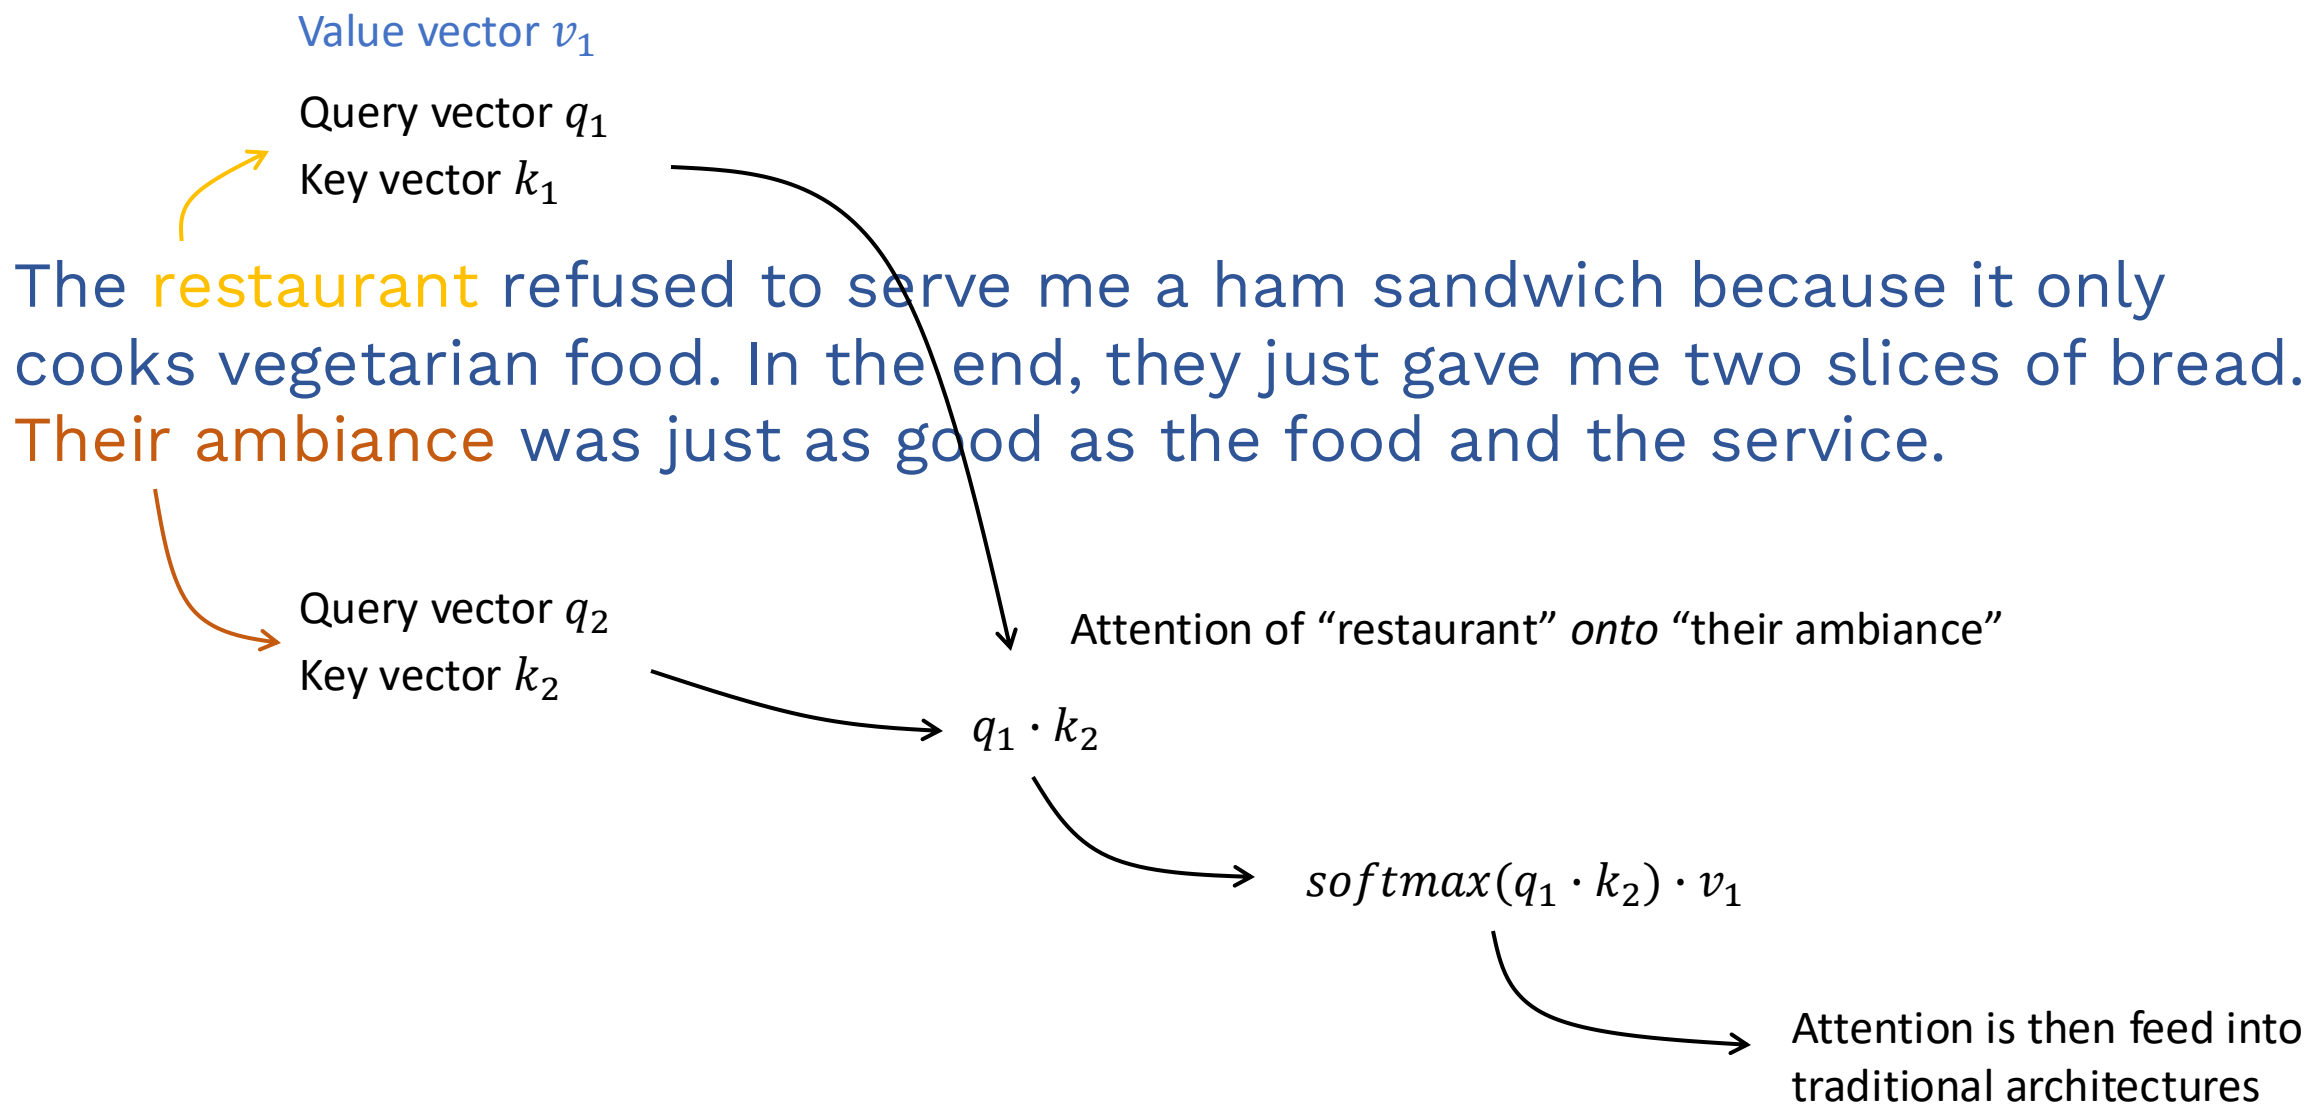 Value vector v₁
Query vector q₁
Key vector k₁
The restaurant refused to serve me a ham sandwich because it only
cooks vegetarian food. In the end, they just gave me two slices of bread.
Their ambiance was just as good as the food and the service.
Query vector q₂
Key vector k₂
Attention of “restaurant” onto “their ambiance”
q₁ · k₂
softmax(q₁ · k₂) · v₁
Attention is then feed into
traditional architectures